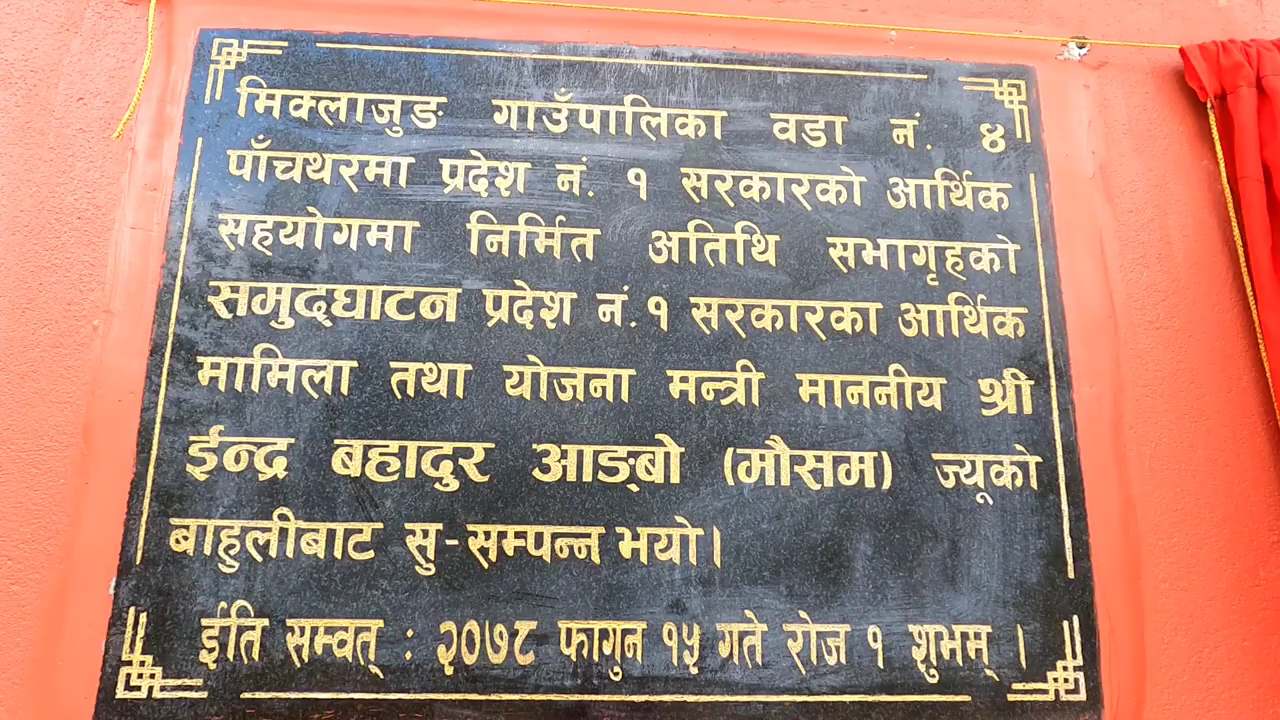 मिक्लाजुङ गाउँपालिका वडा नं. ४
पाँचथरमा प्रदेश नं. १ सरकारको आर्थिक
सहयोगमा निर्मित अतिथि सभागृहको
समुद्घाटन प्रदेश नं. १ सरकारका आर्थिक
मामिला तथा योजना मन्त्री माननीय श्री
ईन्द्र बहादुर आङ्बो (मौसम) ज्यूको
बाहुलीबाट सु-सम्पन्न भयो।
ईति सम्वत् : २०७८ फागुन १५ गते रोज १ शुभम् ।